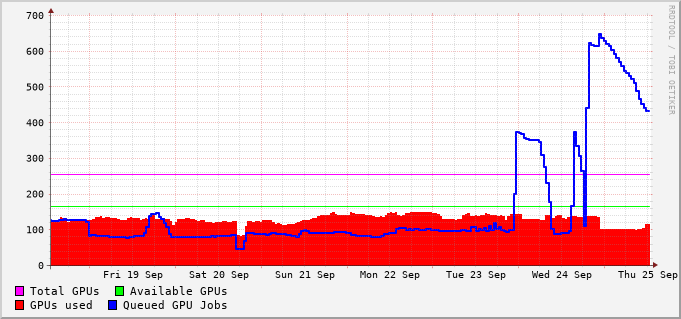 700
600
500
400
300
200
100
0
Fri 19 Sep Sat 20 Sep Sun 21 Sep Mon 22 Sep Tue 23 Sep Wed 24 Sep Thu 25 Sep
Total GPUs Available GPUs
GPUs used Queued GPU Jobs
RRDTOOL / TOBI OETIKER